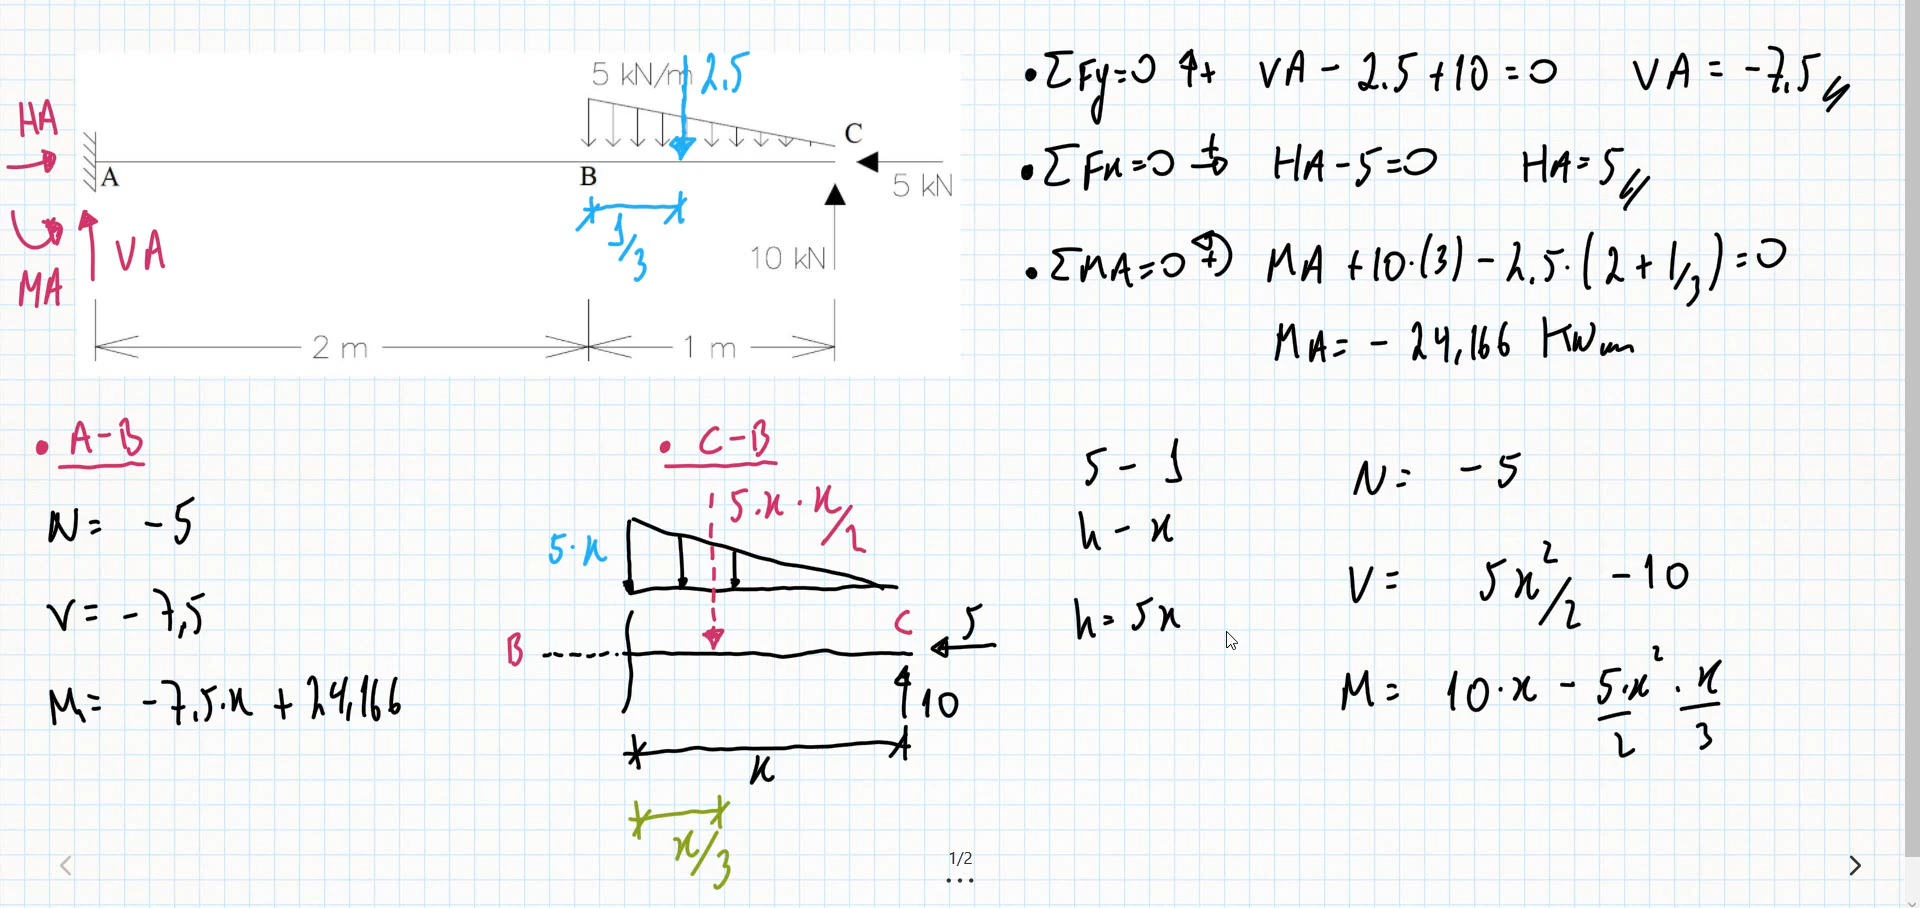 5 kN/m 2.5
HA
A B C
5 kN
1/3
VA
MA
10 kN
2 m 1 m
• ΣFy=0 ↑+ VA - 2.5 + 10 = 0 VA = -7.5
• ΣFx=0 →+ HA - 5 = 0 HA = 5
• ΣMA=0 + MA + 10·(3) - 2.5·(2 + 1/3) = 0
MA = - 24,166 KNm
• A-B
N = -5
V = - 7,5
M = -7,5·x + 24,166
• C-B
5·x·x/2
5·x
B C 5
10
x
x/3
5 - 1
h - x
h = 5x
N = - 5
V = 5x²/2 - 10
M = 10·x - 5·x²/2 · x/3
1/2